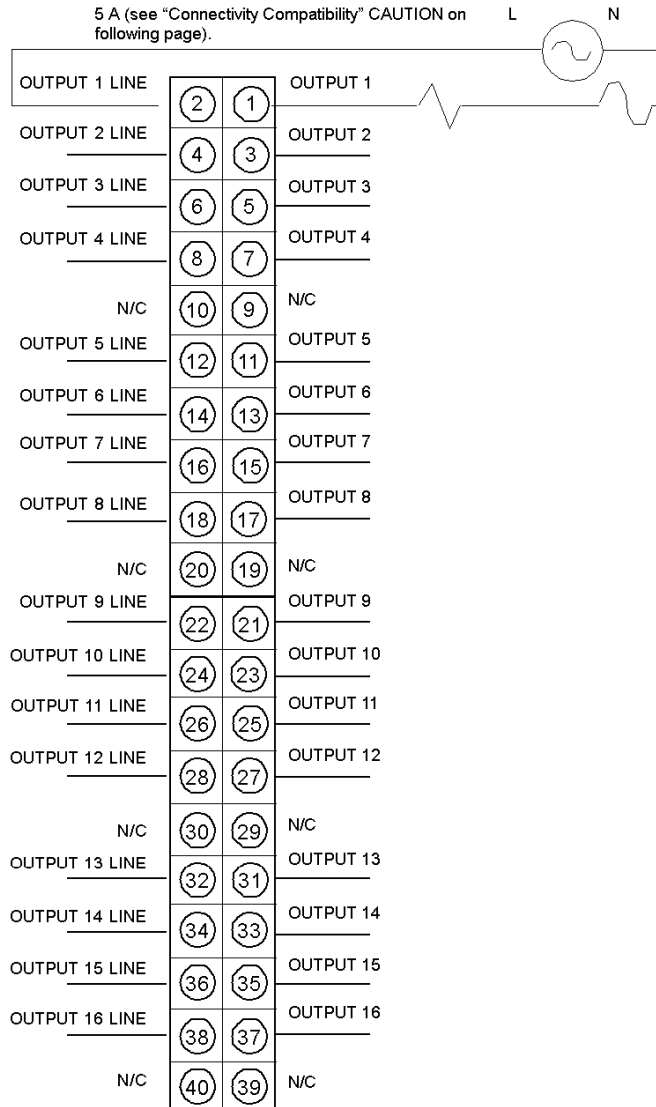 5 A (see “Connectivity Compatibility” CAUTION on L N
following page).
OUTPUT 1 LINE 2 1 OUTPUT 1
OUTPUT 2 LINE 4 3 OUTPUT 2
OUTPUT 3 LINE 6 5 OUTPUT 3
OUTPUT 4 LINE 8 7 OUTPUT 4
N/C 10 9 N/C
OUTPUT 5 LINE 12 11 OUTPUT 5
OUTPUT 6 LINE 14 13 OUTPUT 6
OUTPUT 7 LINE 16 15 OUTPUT 7
OUTPUT 8 LINE 18 17 OUTPUT 8
N/C 20 19 N/C
OUTPUT 9 LINE 22 21 OUTPUT 9
OUTPUT 10 LINE 24 23 OUTPUT 10
OUTPUT 11 LINE 26 25 OUTPUT 11
OUTPUT 12 LINE 28 27 OUTPUT 12
N/C 30 29 N/C
OUTPUT 13 LINE 32 31 OUTPUT 13
OUTPUT 14 LINE 34 33 OUTPUT 14
OUTPUT 15 LINE 36 35 OUTPUT 15
OUTPUT 16 LINE 38 37 OUTPUT 16
N/C 40 39 N/C